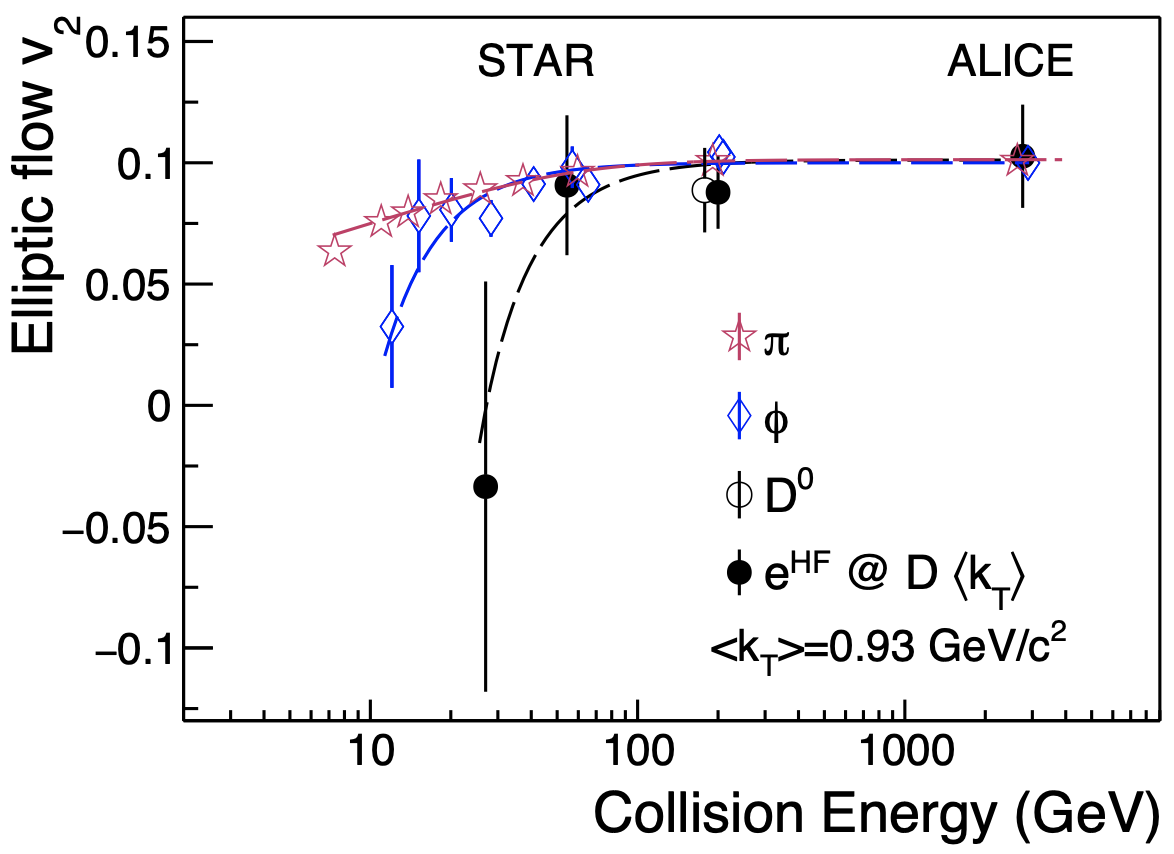 Elliptic flow v2
0.15
0.1
0.05
0
−0.05
−0.1
STAR
ALICE
π
ϕ
D0
eHF @ D ⟨kT⟩
<kT>=0.93 GeV/c2
10
100
1000
Collision Energy (GeV)